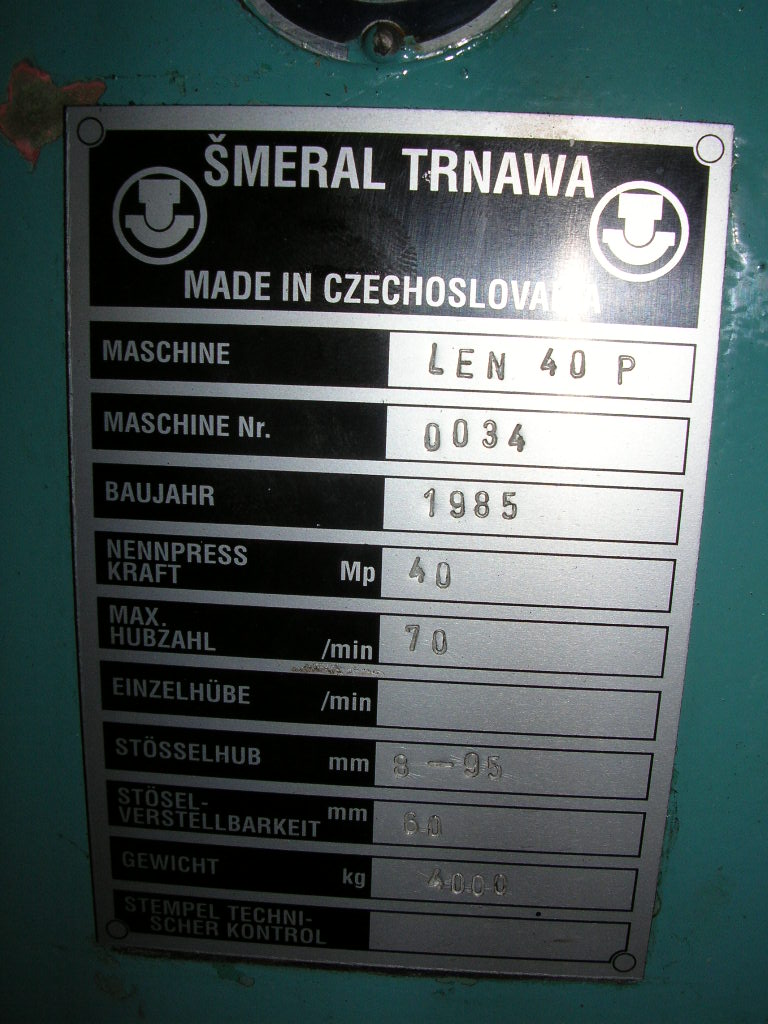 ŠMERAL TRNAWA
MADE IN CZECHOSLOVAKIA
MASCHINE LEN 40 P
MASCHINE Nr. 0034
BAUJAHR 1985
NENNPRESS
KRAFT Mp 40
MAX.
HUBZAHL /min 70
EINZELHÜBE /min
STÖSSELHUB mm 8-95
STÖSEL- mm
VERSTELLBARKEIT 60
GEWICHT kg 4000
STEMPEL TECHNI-
SCHER KONTROL